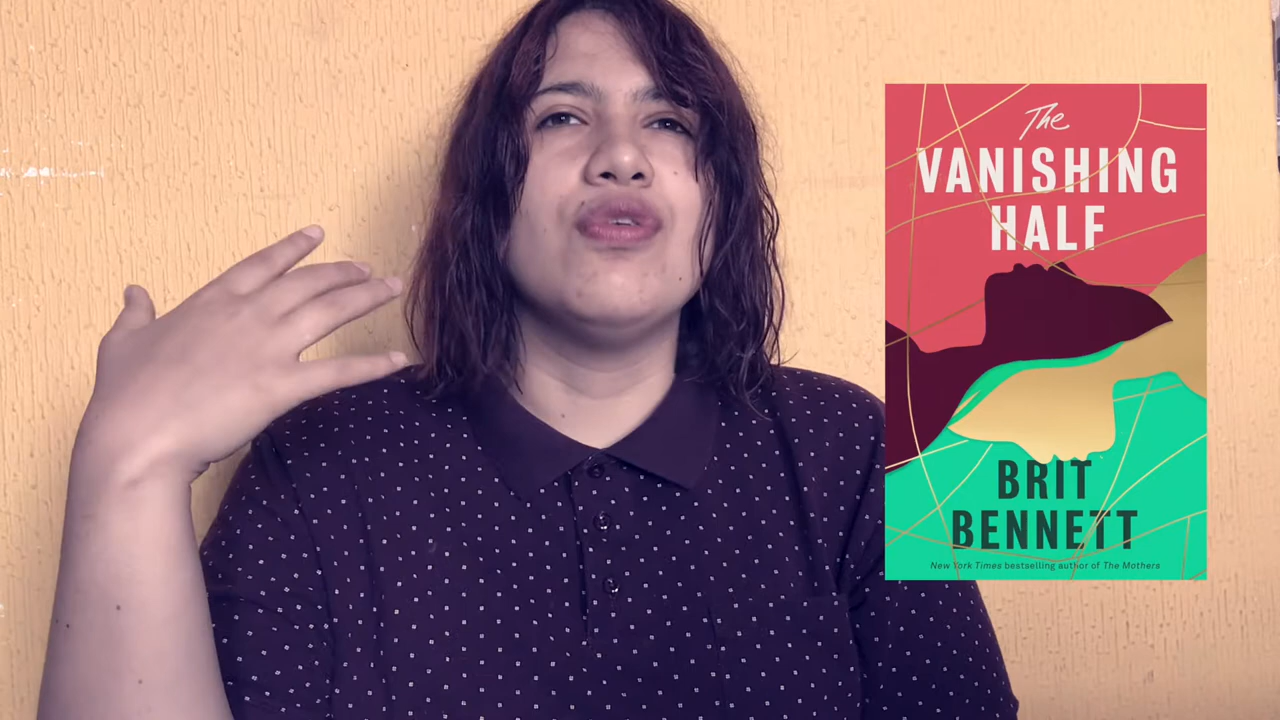 The
VANISHING
HALF
BRIT
BENNETT
New York Times bestselling author of The Mothers